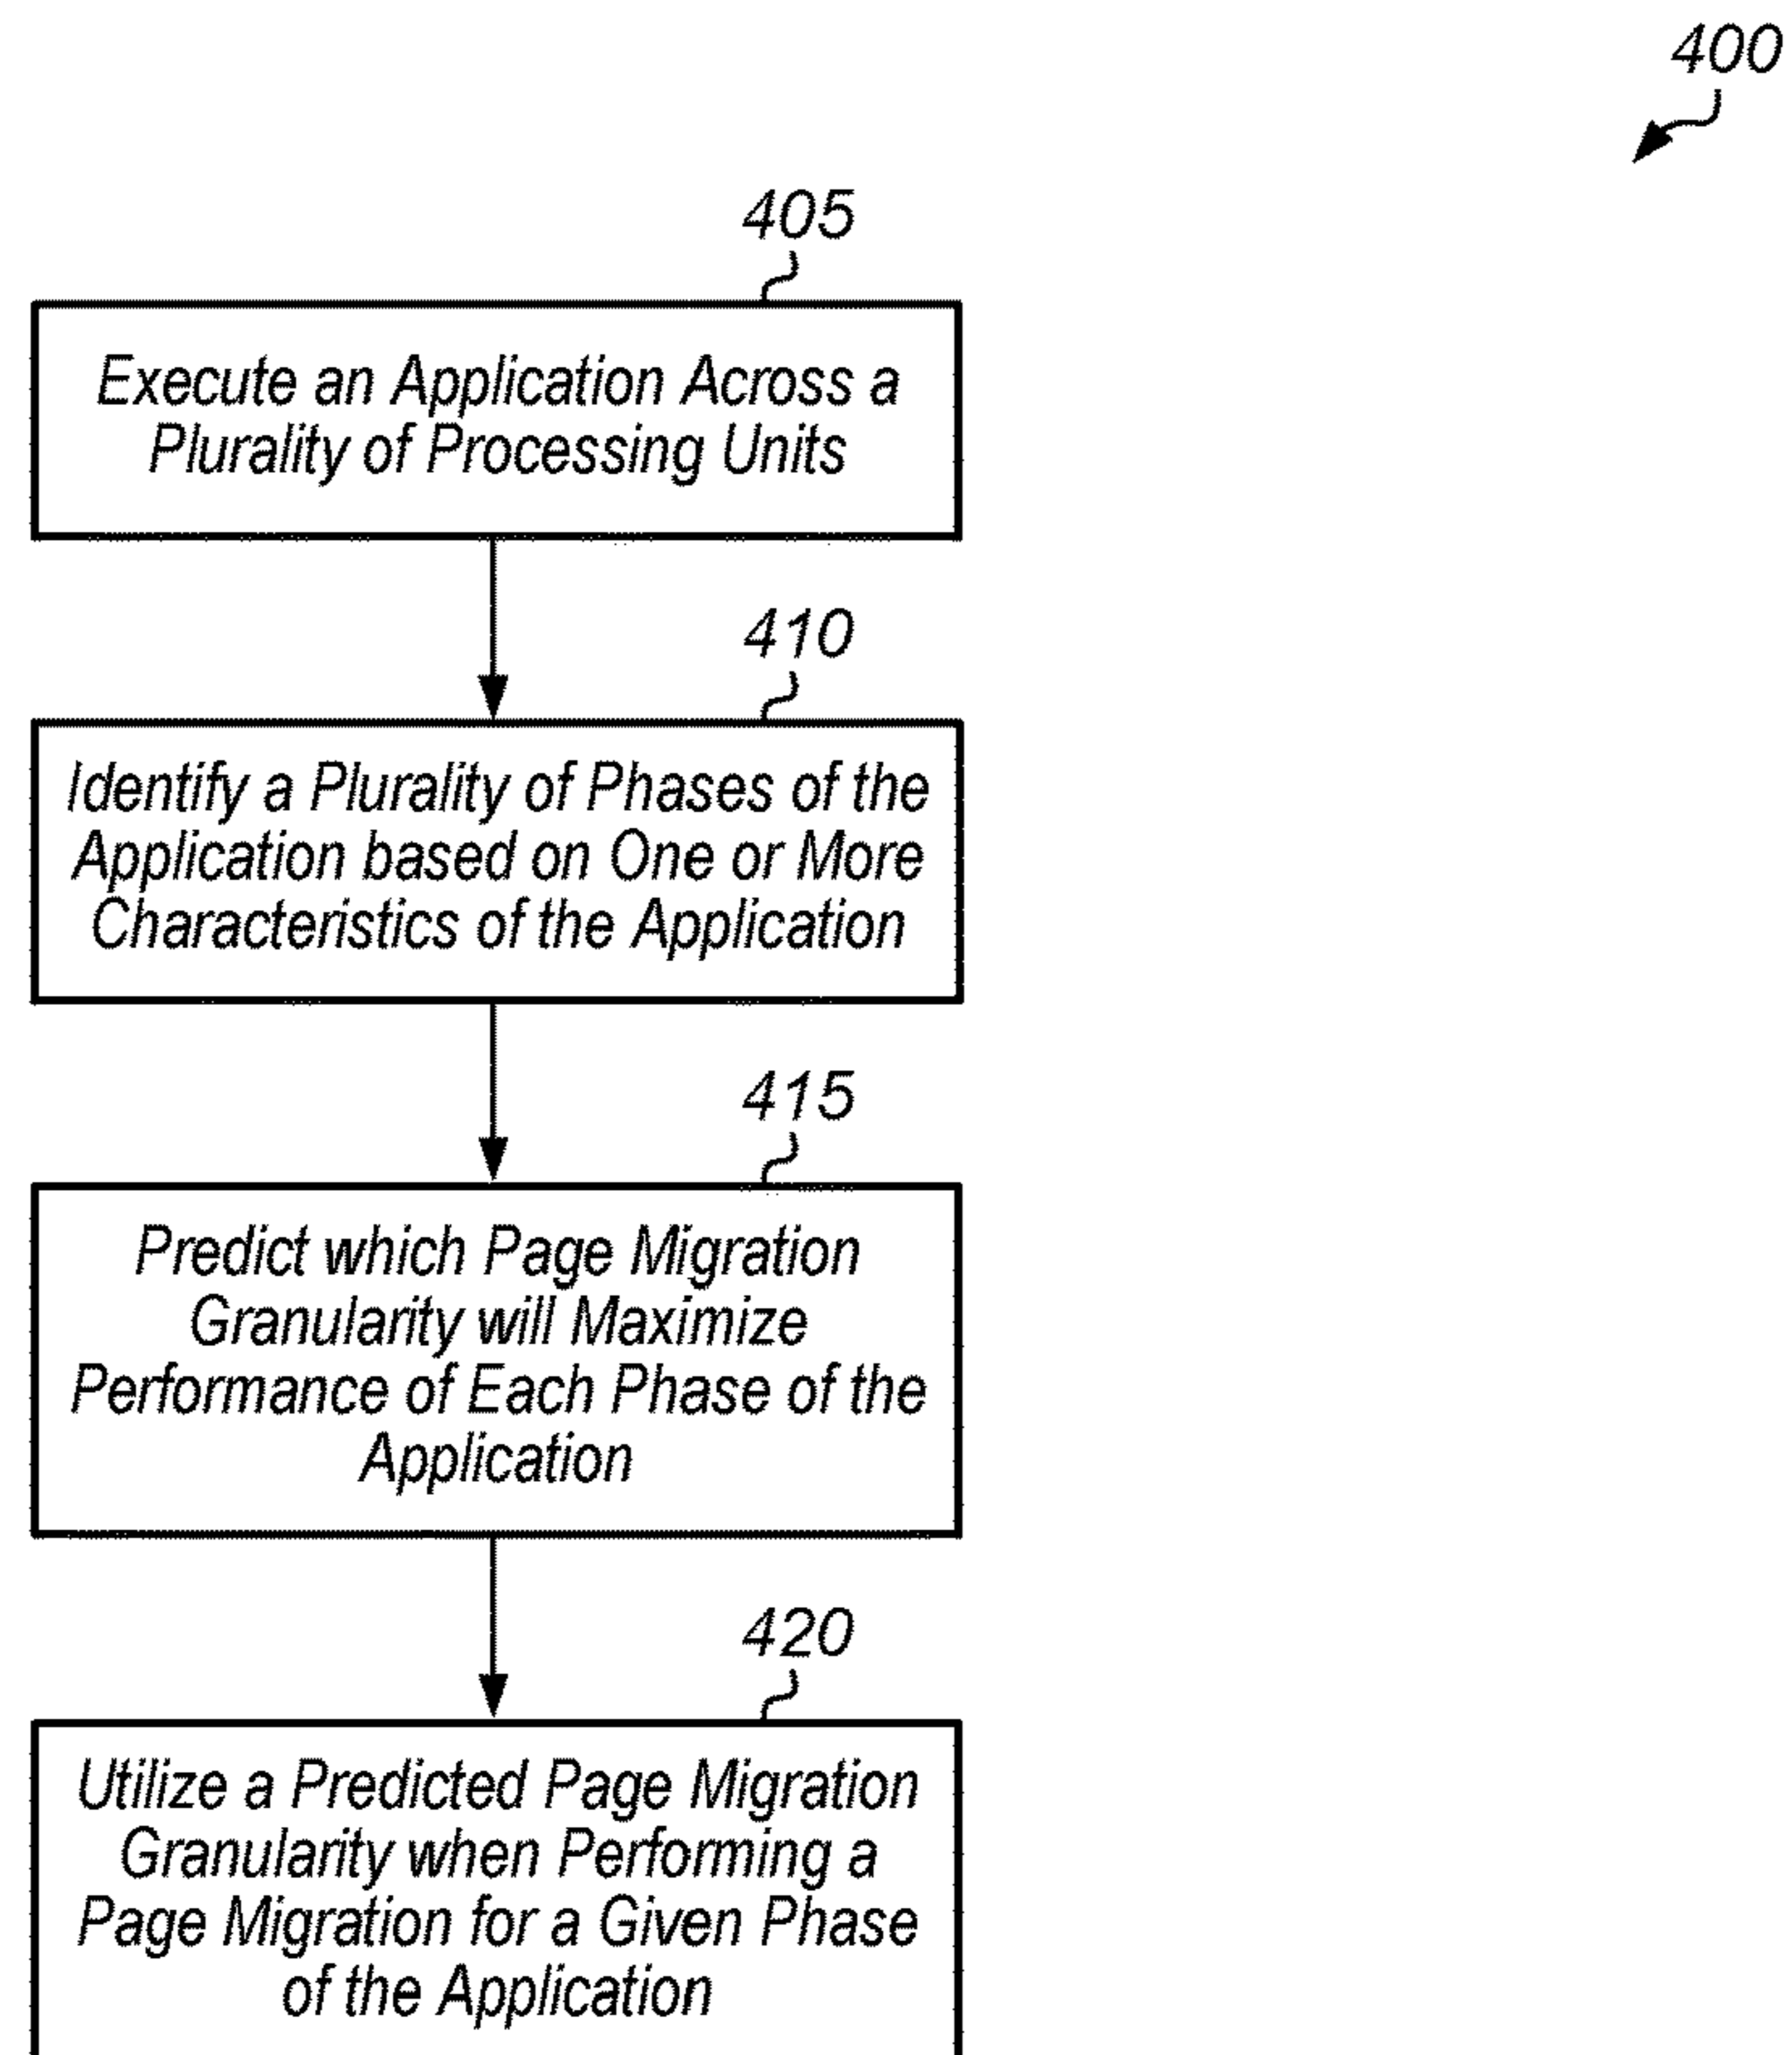 400
405
Execute an Application Across a
Plurality of Processing Units
410
Identify a Plurality of Phases of the
Application based on One or More
Characteristics of the Application
415
Predict which Page Migration
Granularity will Maximize
Performance of Each Phase of the
Application
420
Utilize a Predicted Page Migration
Granularity when Performing a
Page Migration for a Given Phase
of the Application